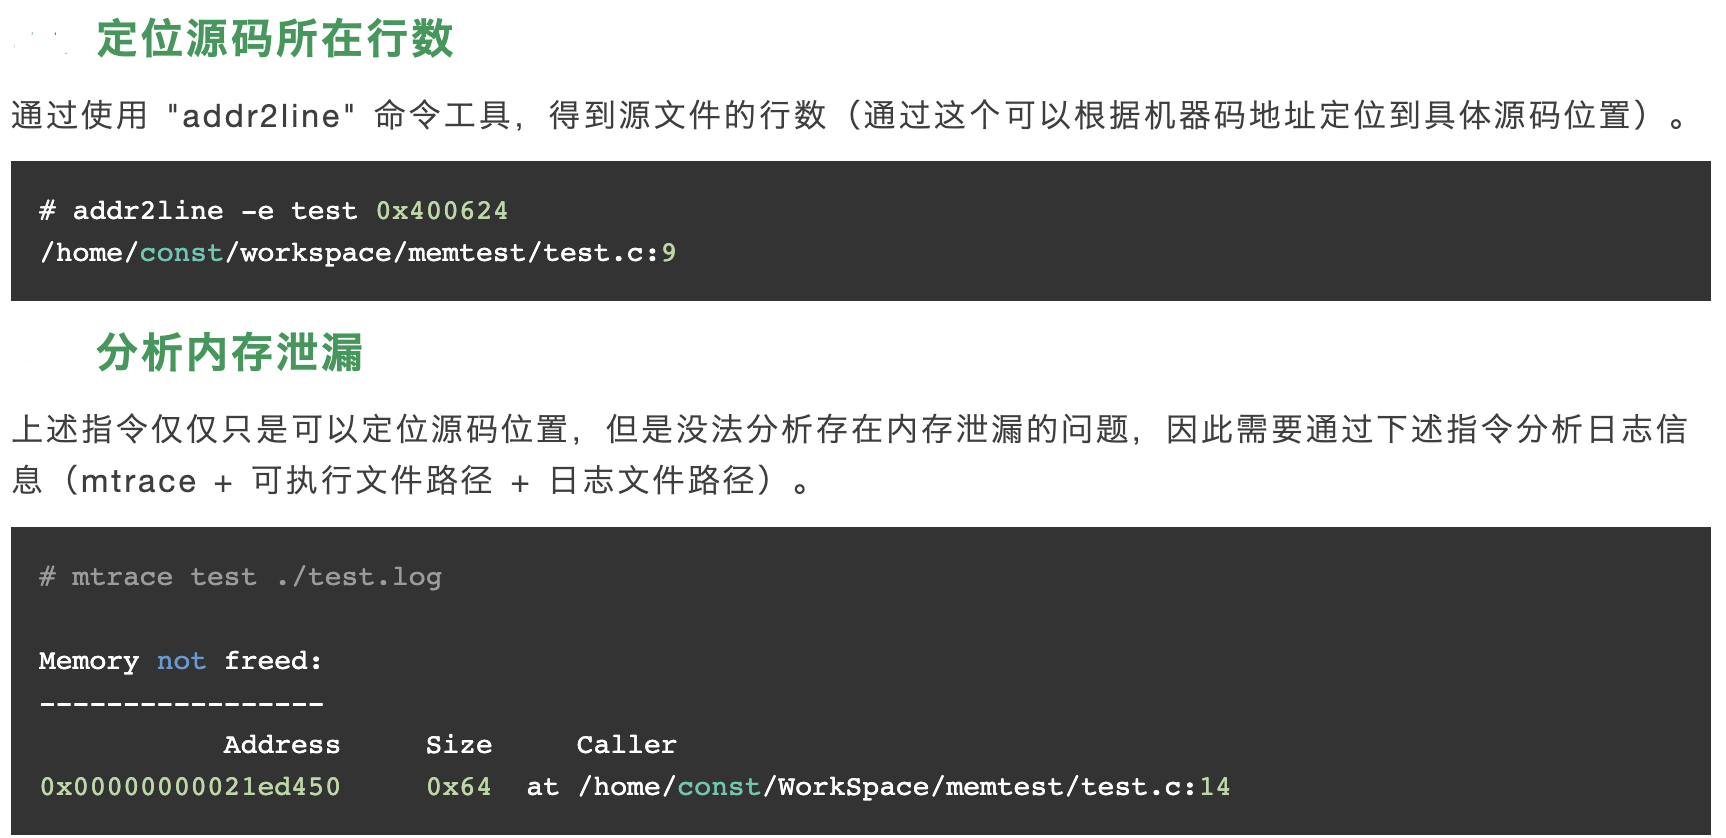 定位源码所在行数
通过使用 "addr2line" 命令工具，得到源文件的行数（通过这个可以根据机器码地址定位到具体源码位置）。
# addr2line -e test 0x400624
/home/const/workspace/memtest/test.c:9
分析内存泄漏
上述指令仅仅只是可以定位源码位置，但是没法分析存在内存泄漏的问题，因此需要通过下述指令分析日志信
息（mtrace + 可执行文件路径 + 日志文件路径）。
# mtrace test ./test.log
Memory not freed:
-----------------
Address     Size     Caller
0x00000000021ed450     0x64  at /home/const/WorkSpace/memtest/test.c:14